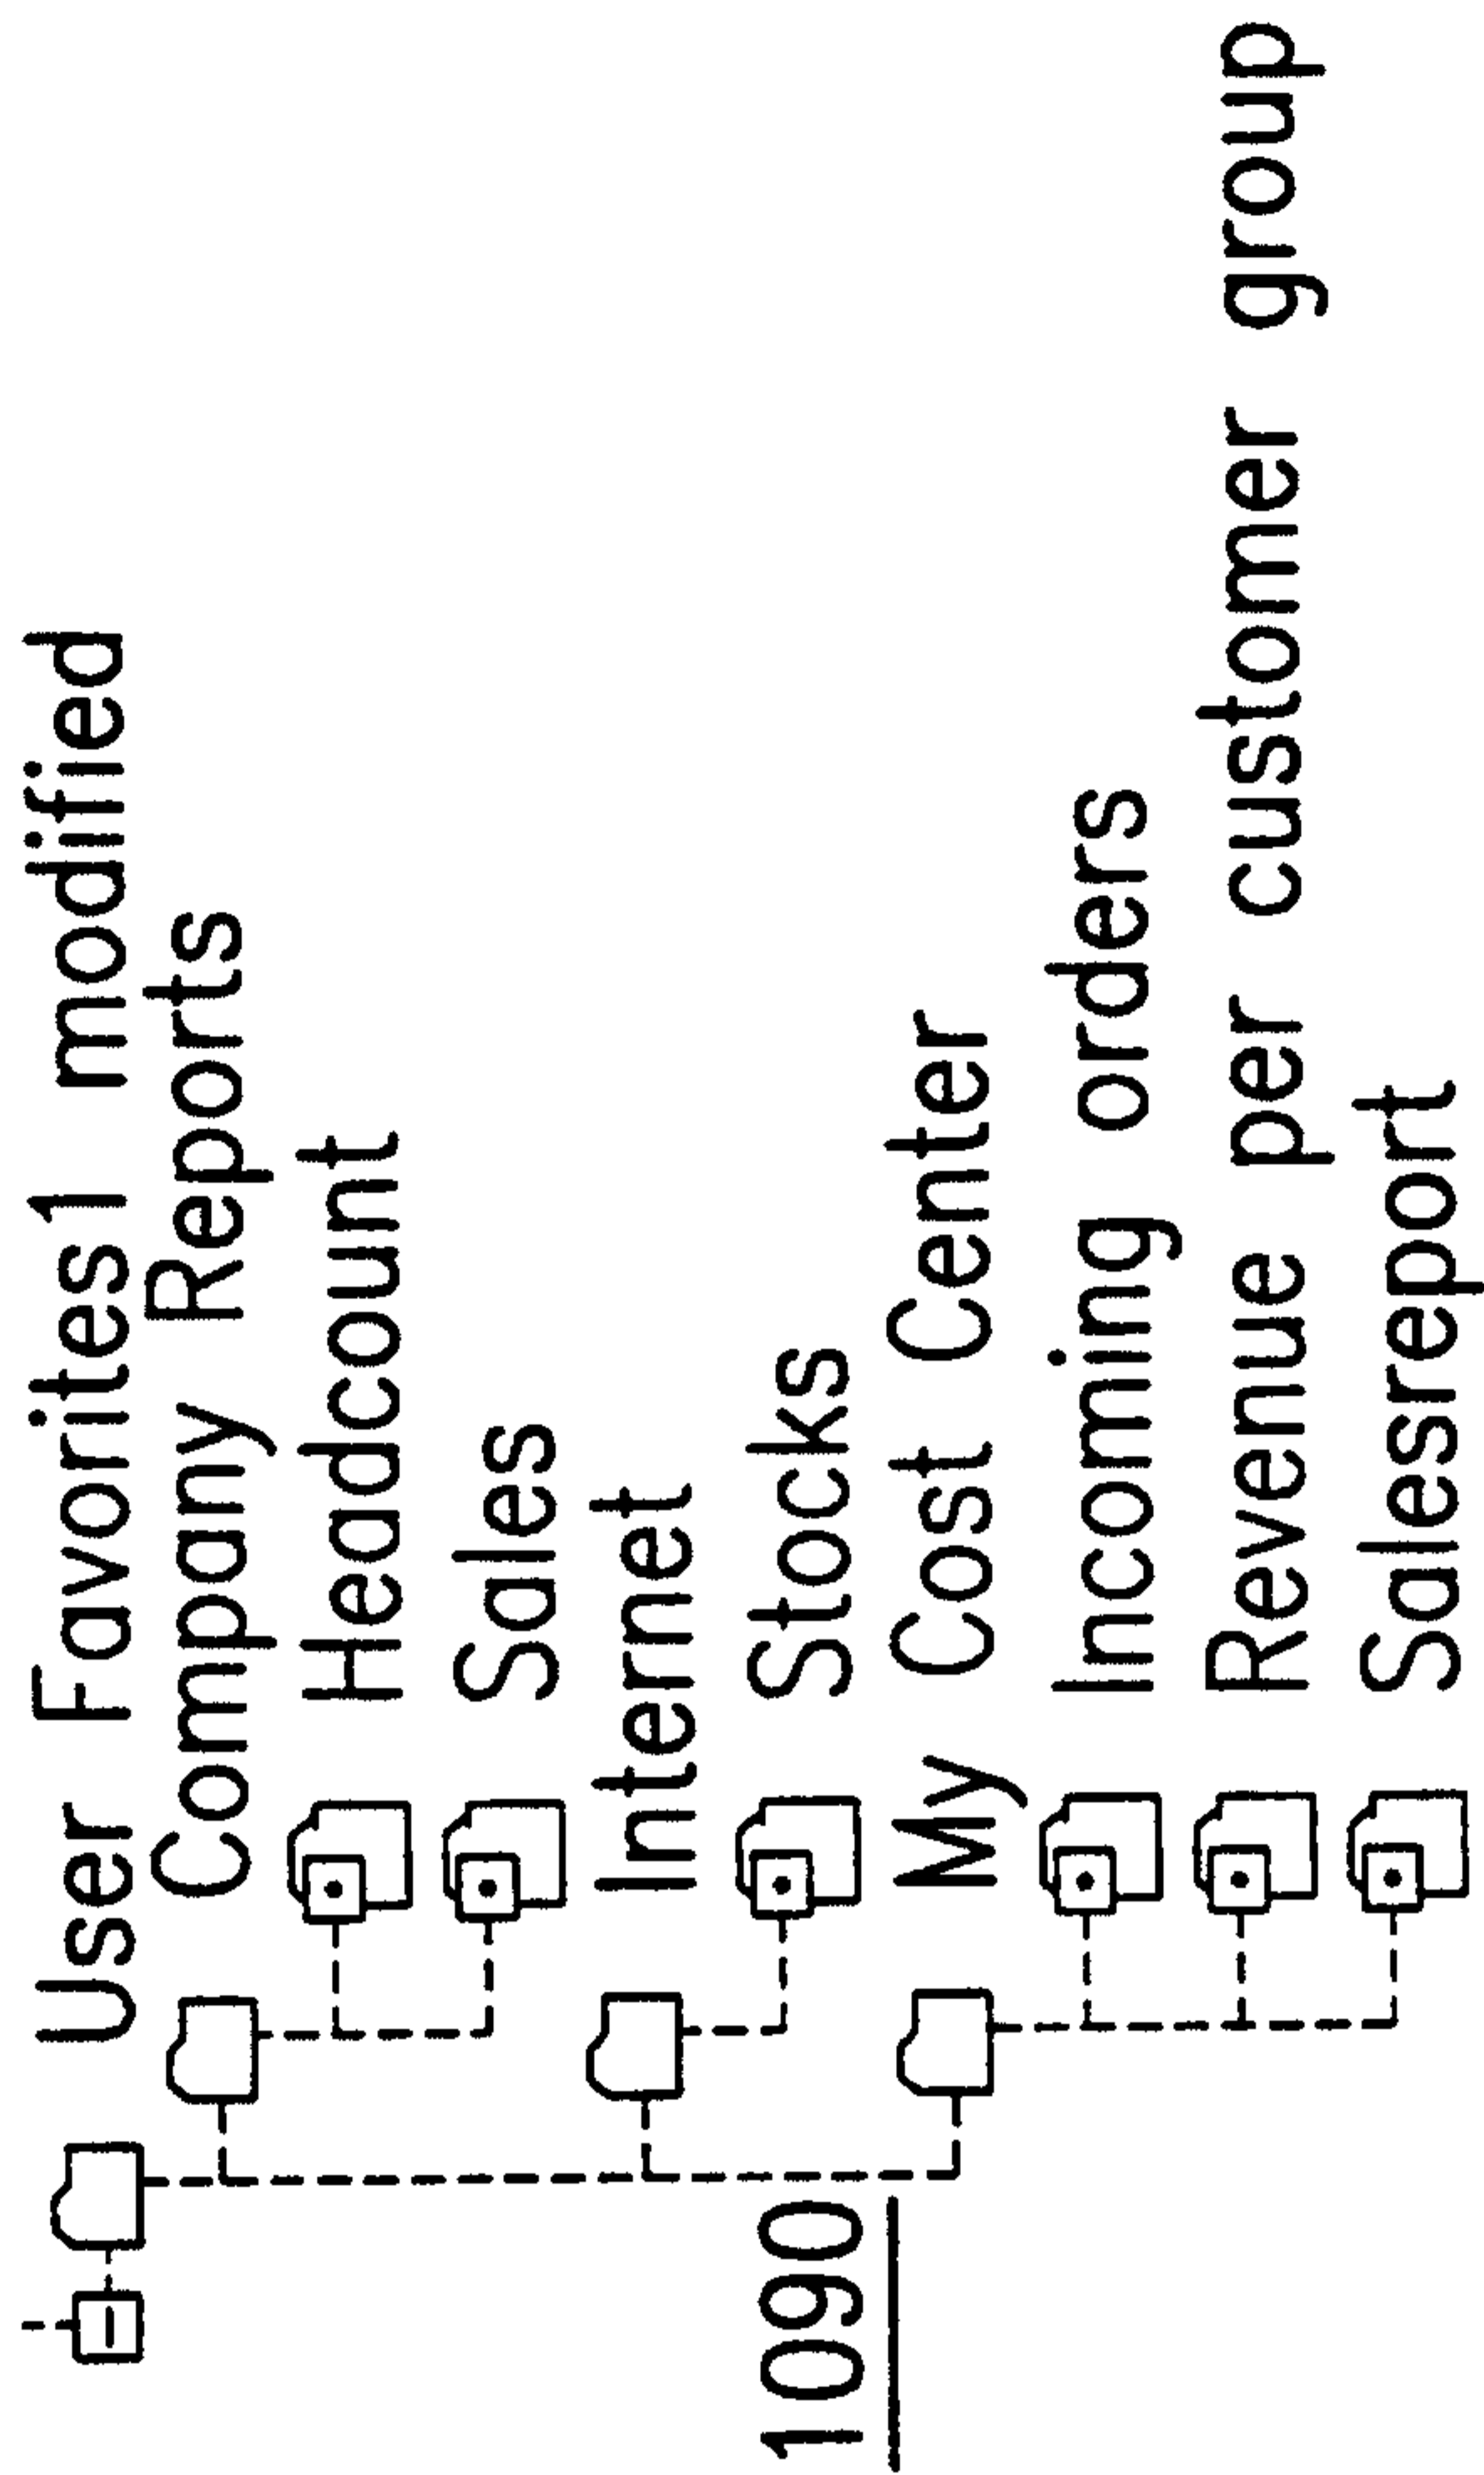 User Favorites1 modified
Company Reports
Headcount
Sales
Internet
Stocks
My Cost Center
Incoming orders
Revenue per customer group
Salesreport
1090